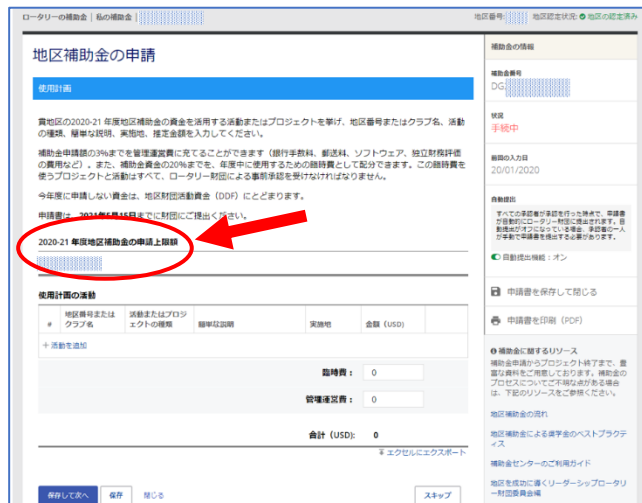 ロータリーの補助金 | 私の補助金 |
地区番号: 地区認定状況: 地区の認定済み
地区補助金の申請
使用計画
貴地区の2020-21 年度地区補助金の資金を活用する活動またはプロジェクトを挙げ、地区番号またはクラブ名、活動
の種類、簡単な説明、実施地、推定金額を入力してください。
補助金申請額の3%までを管理運営費に充てることができます（銀行手数料、郵送料、ソフトウェア、独立財務評価
の費用など）。また、補助金資金の20%までを、年度中に使用するための臨時費として配分できます。この臨時費を
使うプロジェクトと活動はすべて、ロータリー財団による事前承認を受けなければなりません。
今年度に申請しない資金は、地区財団活動資金（DDF）にとどまります。
申請書は、2021年5月15日までに財団にご提出ください。
2020-21 年度地区補助金の申請上限額
使用計画の活動
# 地区番号または
クラブ名 活動またはプロジ
ェクトの種類 簡単な説明 実施地 金額（USD）
+ 活動を追加
臨時費： 0
管理運営費： 0
合計（USD): 0
エクセルにエクスポート
保存して次へ 保存 閉じる スキップ
補助金の情報
補助金番号
DG
状況
手続中
前回の入力日
20/01/2020
自動提出
すべての承認者が承認を行った時点で、申請書
が自動的にロータリー財団に提出されます。自
動提出がオフになっている場合、承認者の一人
が手動で申請書を提出する必要があります。
自動提出機能：オン
申請書を保存して閉じる
申請書を印刷（PDF）
補助金に関するリソース
補助金申請からプロジェクト終了まで、豊
富な資料をご用意しております。補助金の
プロセスについてご不明な点がある場合
は、下記のリソースをご参照ください。
地区補助金の流れ
地区補助金による奨学金のベストプラクテ
ィス
補助金センターのご利用ガイド
地区を成功に導くリーダーシップロータリ
ー財団委員会編